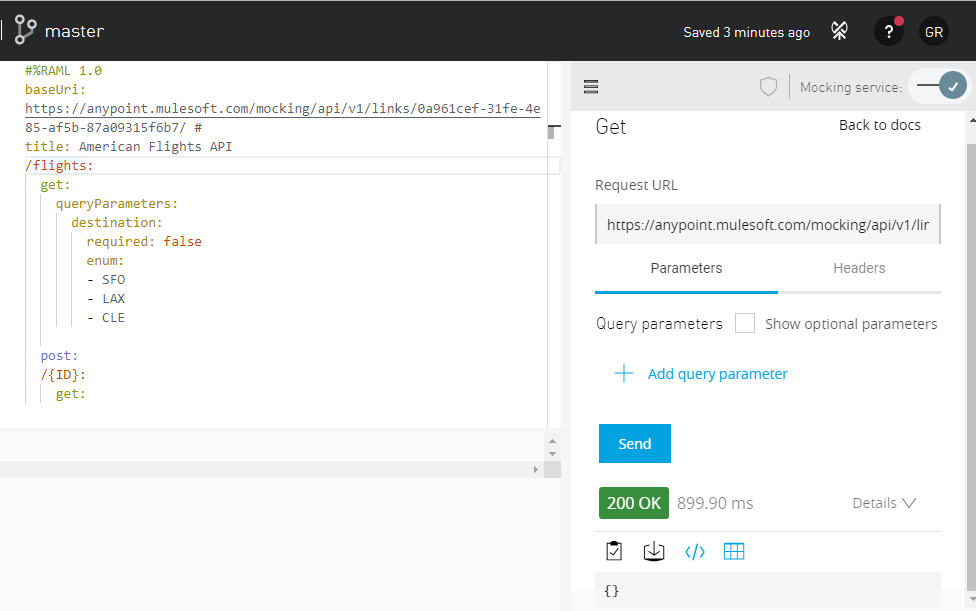 master
Saved 3 minutes ago
?
GR
#%RAML 1.0
baseUri:
https://anypoint.mulesoft.com/mocking/api/v1/links/0a961cef-31fe-4e
85-af5b-87a09315f6b7/ #
title: American Flights API
/flights:
get:
queryParameters:
destination:
required: false
enum:
- SFO
- LAX
- CLE
post:
/{ID}:
get:
Mocking service:
Get
Back to docs
Request URL
https://anypoint.mulesoft.com/mocking/api/v1/lir
Parameters
Headers
Query parameters
Show optional parameters
Add query parameter
Send
200 OK
899.90 ms
Details
{}